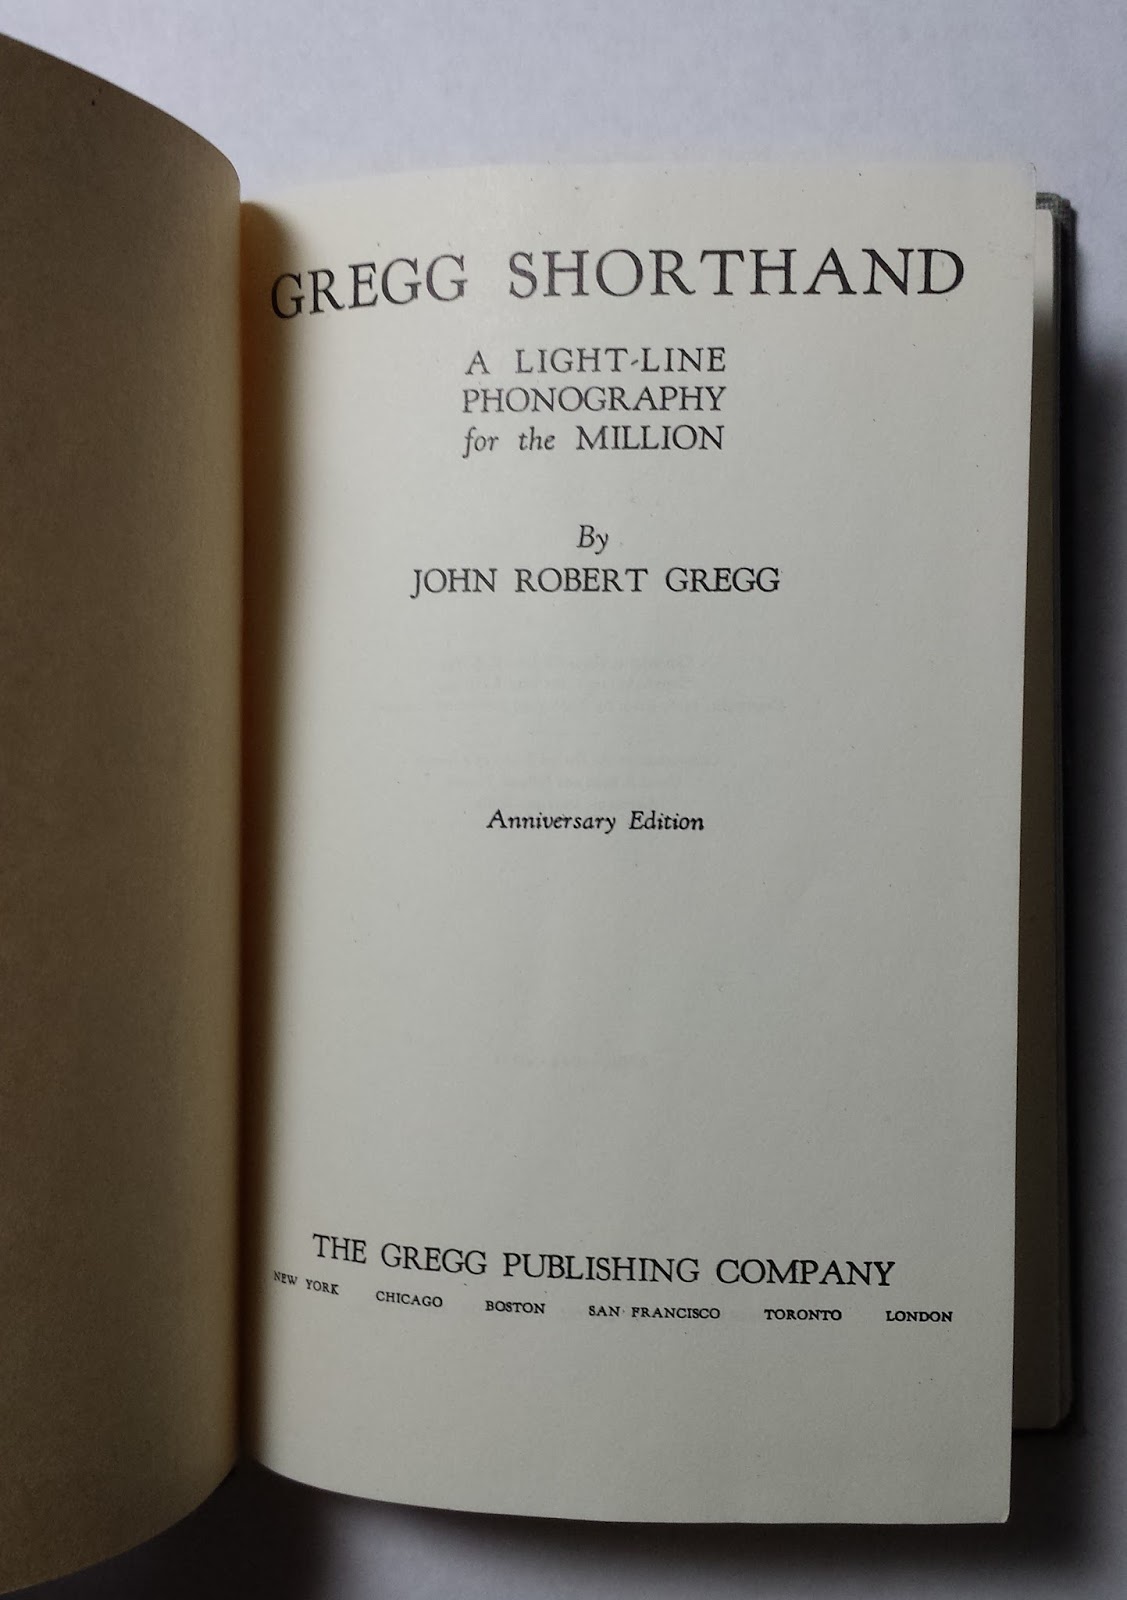 GREGG SHORTHAND
A LIGHT-LINE
PHONOGRAPHY
for the MILLION
By
JOHN ROBERT GREGG
Anniversary Edition
THE GREGG PUBLISHING COMPANY
NEW YORK CHICAGO BOSTON SAN FRANCISCO TORONTO LONDON